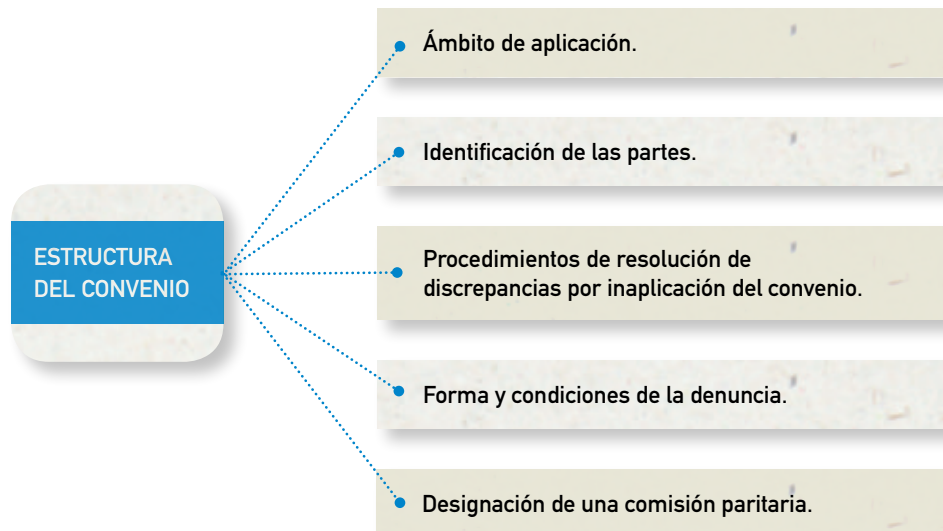 Ámbito de aplicación.
Identificación de las partes.
ESTRUCTURA
DEL CONVENIO
Procedimientos de resolución de
discrepancias por inaplicación del convenio.
Forma y condiciones de la denuncia.
Designación de una comisión paritaria.